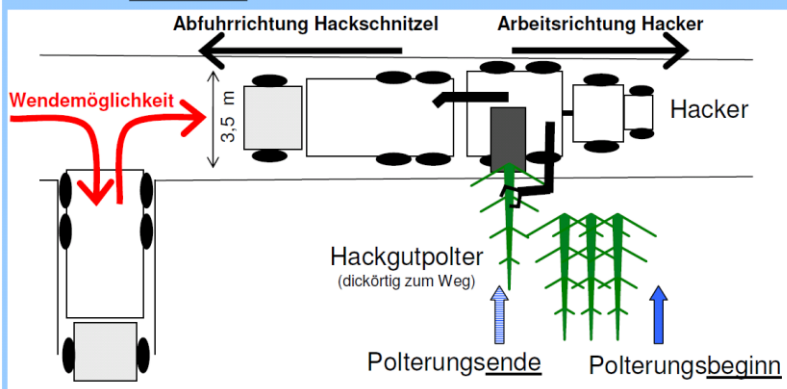 Abfuhrrichtung Hackschnitzel
Arbeitsrichtung Hacker
Wendemöglichkeit
3,5 m
Hacker
Hackgutpolter
(dickörtig zum Weg)
Polterungsende
Polterungsbeginn